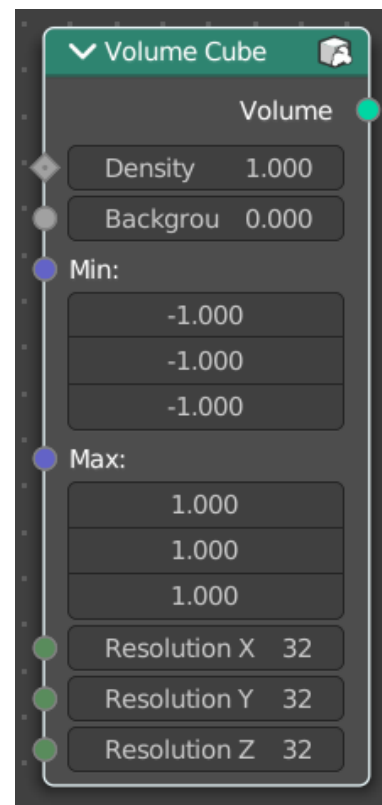 Volume Cube
Volume
Density 1.000
Backgrou 0.000
Min:
-1.000
-1.000
-1.000
Max:
1.000
1.000
1.000
Resolution X 32
Resolution Y 32
Resolution Z 32